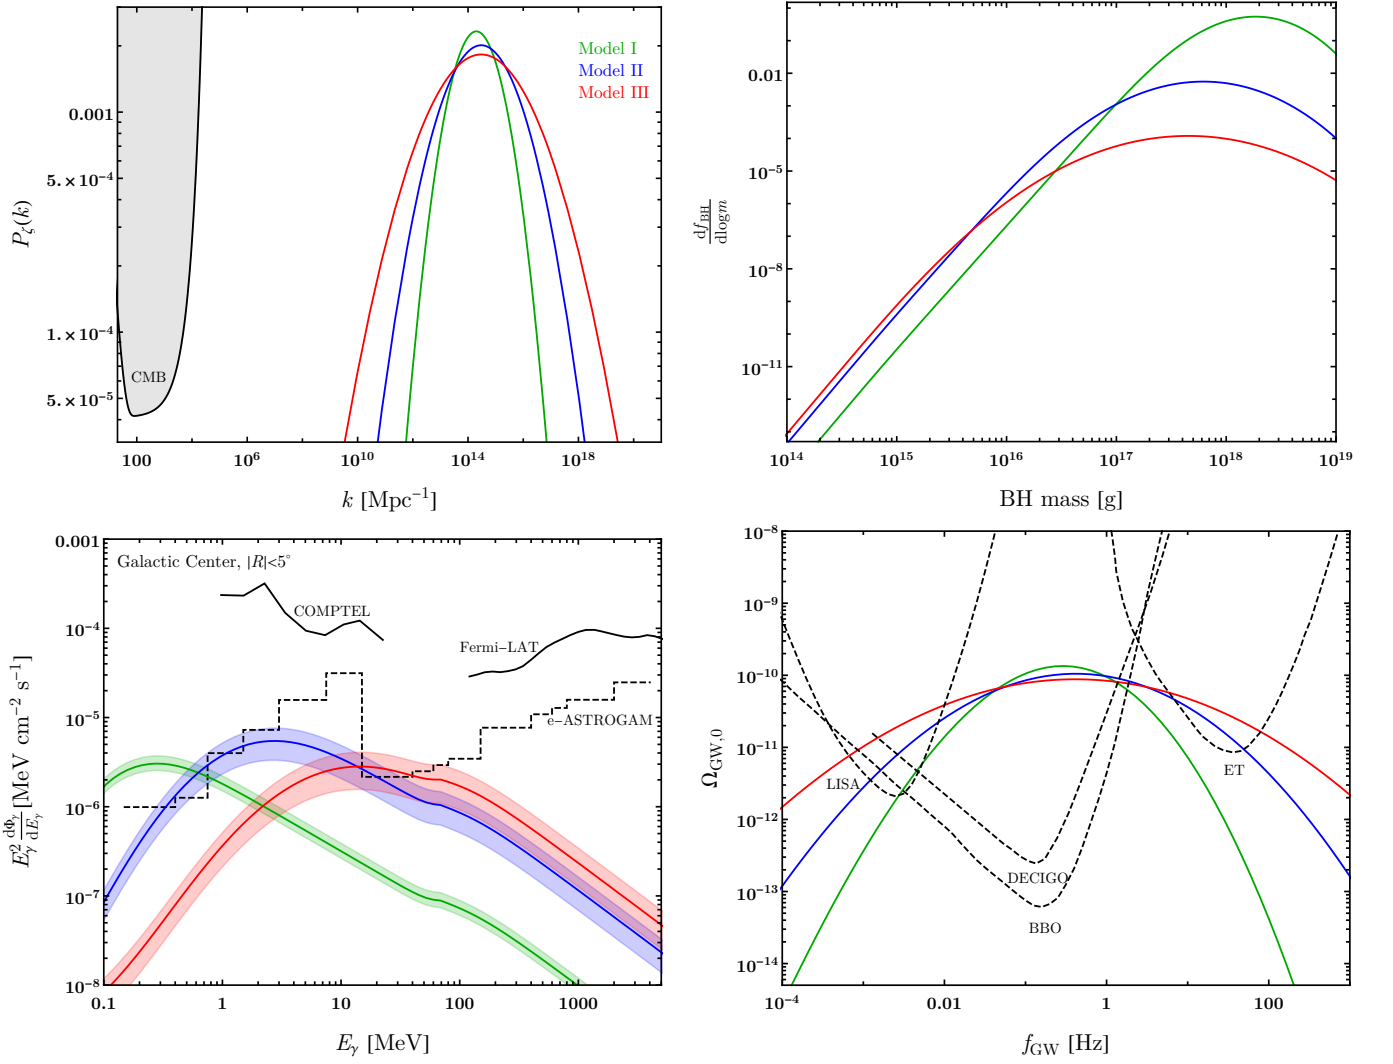 Model I
Model II
Model III
0.001
5.×10⁻⁴
1.×10⁻⁴
5.×10⁻⁵
P_ζ(k)
CMB
100
10⁶
10¹⁰
10¹⁴
10¹⁸
k [Mpc⁻¹]
0.01
10⁻⁵
10⁻⁸
10⁻¹¹
df_BH
dlogm
10¹⁴
10¹⁵
10¹⁶
10¹⁷
10¹⁸
10¹⁹
BH mass [g]
Galactic Center, |R|<5°
COMPTEL
Fermi−LAT
e−ASTROGAM
0.001
10⁻⁴
10⁻⁵
10⁻⁶
10⁻⁷
10⁻⁸
E_γ² dΦ_γ/dE_γ [MeV cm⁻² s⁻¹]
0.1
1
10
100
1000
E_γ [MeV]
10⁻⁸
10⁻⁹
10⁻¹⁰
10⁻¹¹
10⁻¹²
10⁻¹³
10⁻¹⁴
Ω_GW,0
LISA
ET
DECIGO
BBO
10⁻⁴
0.01
1
100
f_GW [Hz]